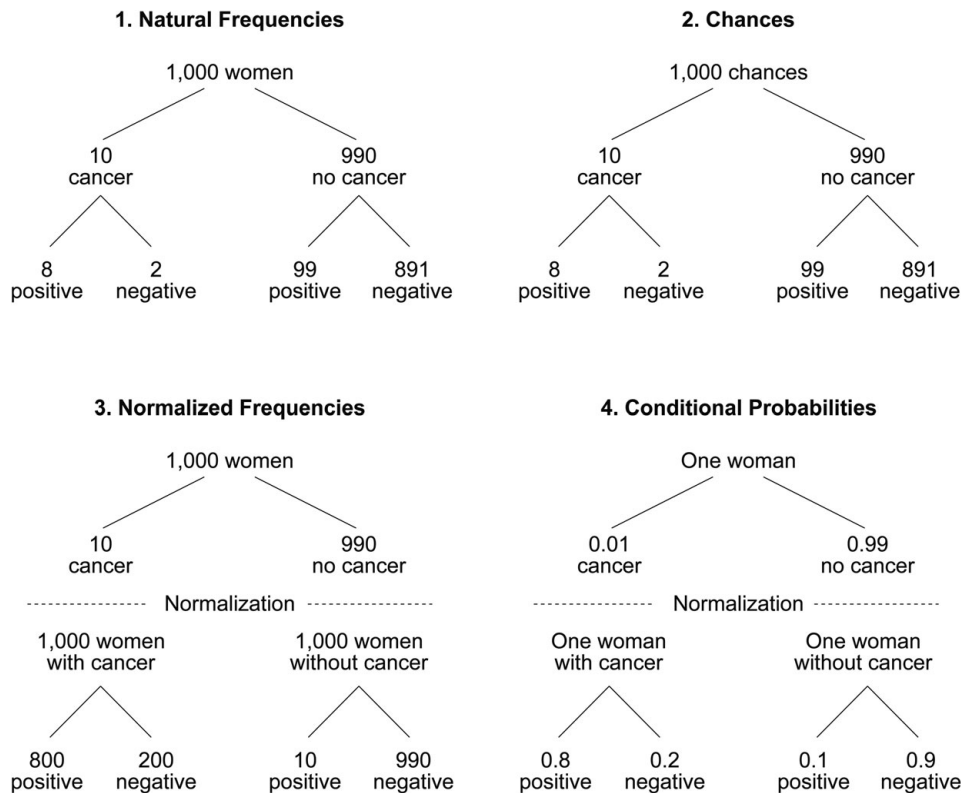 1. Natural Frequencies
1,000 women
10 990
cancer no cancer
8 2 99 891
positive negative positive negative
2. Chances
1,000 chances
10 990
cancer no cancer
8 2 99 891
positive negative positive negative
3. Normalized Frequencies
1,000 women
10 990
cancer no cancer
Normalization
1,000 women 1,000 women
with cancer without cancer
800 200 10 990
positive negative positive negative
4. Conditional Probabilities
One woman
0.01 0.99
cancer no cancer
Normalization
One woman One woman
with cancer without cancer
0.8 0.2 0.1 0.9
positive negative positive negative